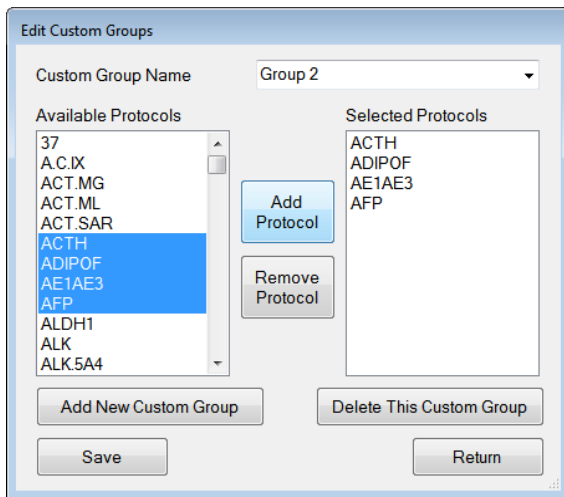 Edit Custom Groups
Custom Group Name
Group 2
Available Protocols
37
A.C.IX
ACT.MG
ACT.ML
ACT.SAR
ACTH
ADIPOF
AE1AE3
AFP
ALDH1
ALK
ALK.5A4
Add
Protocol
Remove
Protocol
Selected Protocols
ACTH
ADIPOF
AE1AE3
AFP
Add New Custom Group
Delete This Custom Group
Save
Return